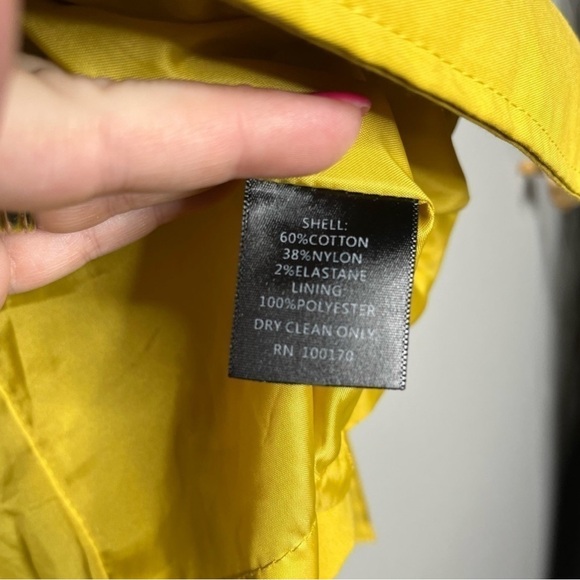 SHELL:
60%COTTON
38%NYLON
2%ELASTANE
LINING
100%POLYESTER
DRY CLEAN ONLY
RN 100170